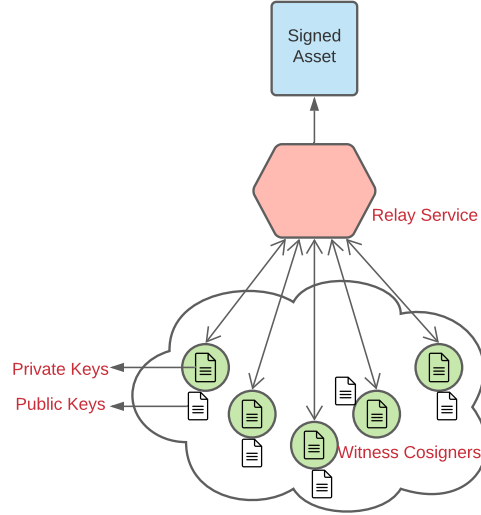 Signed
Asset
Relay Service
Private Keys
Public Keys
Witness Cosigners